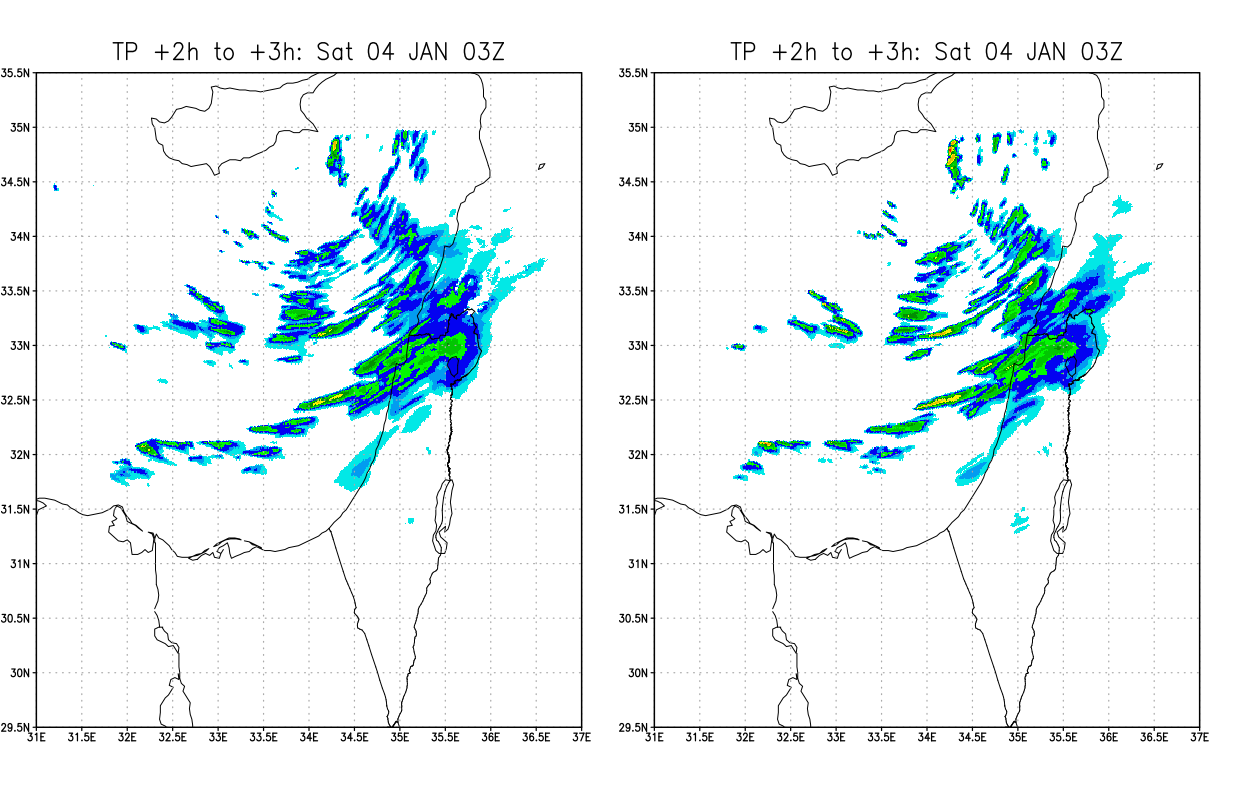 TP +2h to +3h: Sat 04 JAN 03Z
35.5N
35N
34.5N
34N
33.5N
33N
32.5N
32N
31.5N
31N
30.5N
30N
29.5N
31E 31.5E 32E 32.5E 33E 33.5E 34E 34.5E 35E 35.5E 36E 36.5E 37E
TP +2h to +3h: Sat 04 JAN 03Z
35.5N
35N
34.5N
34N
33.5N
33N
32.5N
32N
31.5N
31N
30.5N
30N
29.5N
31E 31.5E 32E 32.5E 33E 33.5E 34E 34.5E 35E 35.5E 36E 36.5E 37E